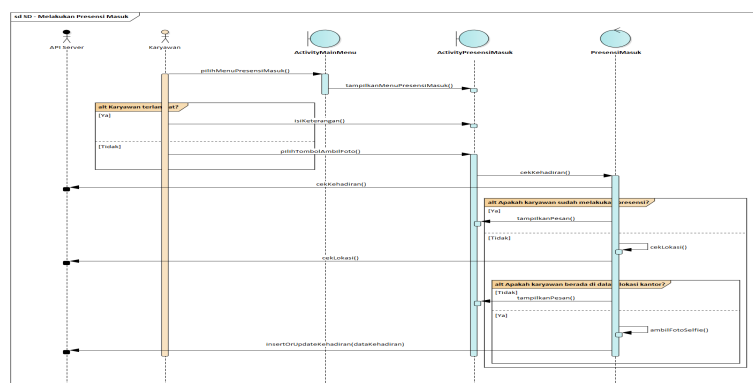 sd SD - Melakukan Presensi Masuk
API Server
Karyawan
ActivityMainMenu
ActivityPresensiMasuk
PresensiMasuk
pilihMenuPresensiMasuk()
tampilkanMenuPresensiMasuk()
alt Karyawan terlambat?
[Ya]
isiKeterangan()
[Tidak]
pilihTombolAmbilFoto()
cekKehadiran()
cekKehadiran()
alt Apakah karyawan sudah melakukan presensi?
[Ya]
tampilkanPesan()
[Tidak]
cekLokasi()
cekLokasi()
alt Apakah karyawan berada di dalam lokasi kantor?
[Tidak]
tampilkanPesan()
[Ya]
ambilFotoSelfie()
insertOrUpdateKehadiran(dataKehadiran)